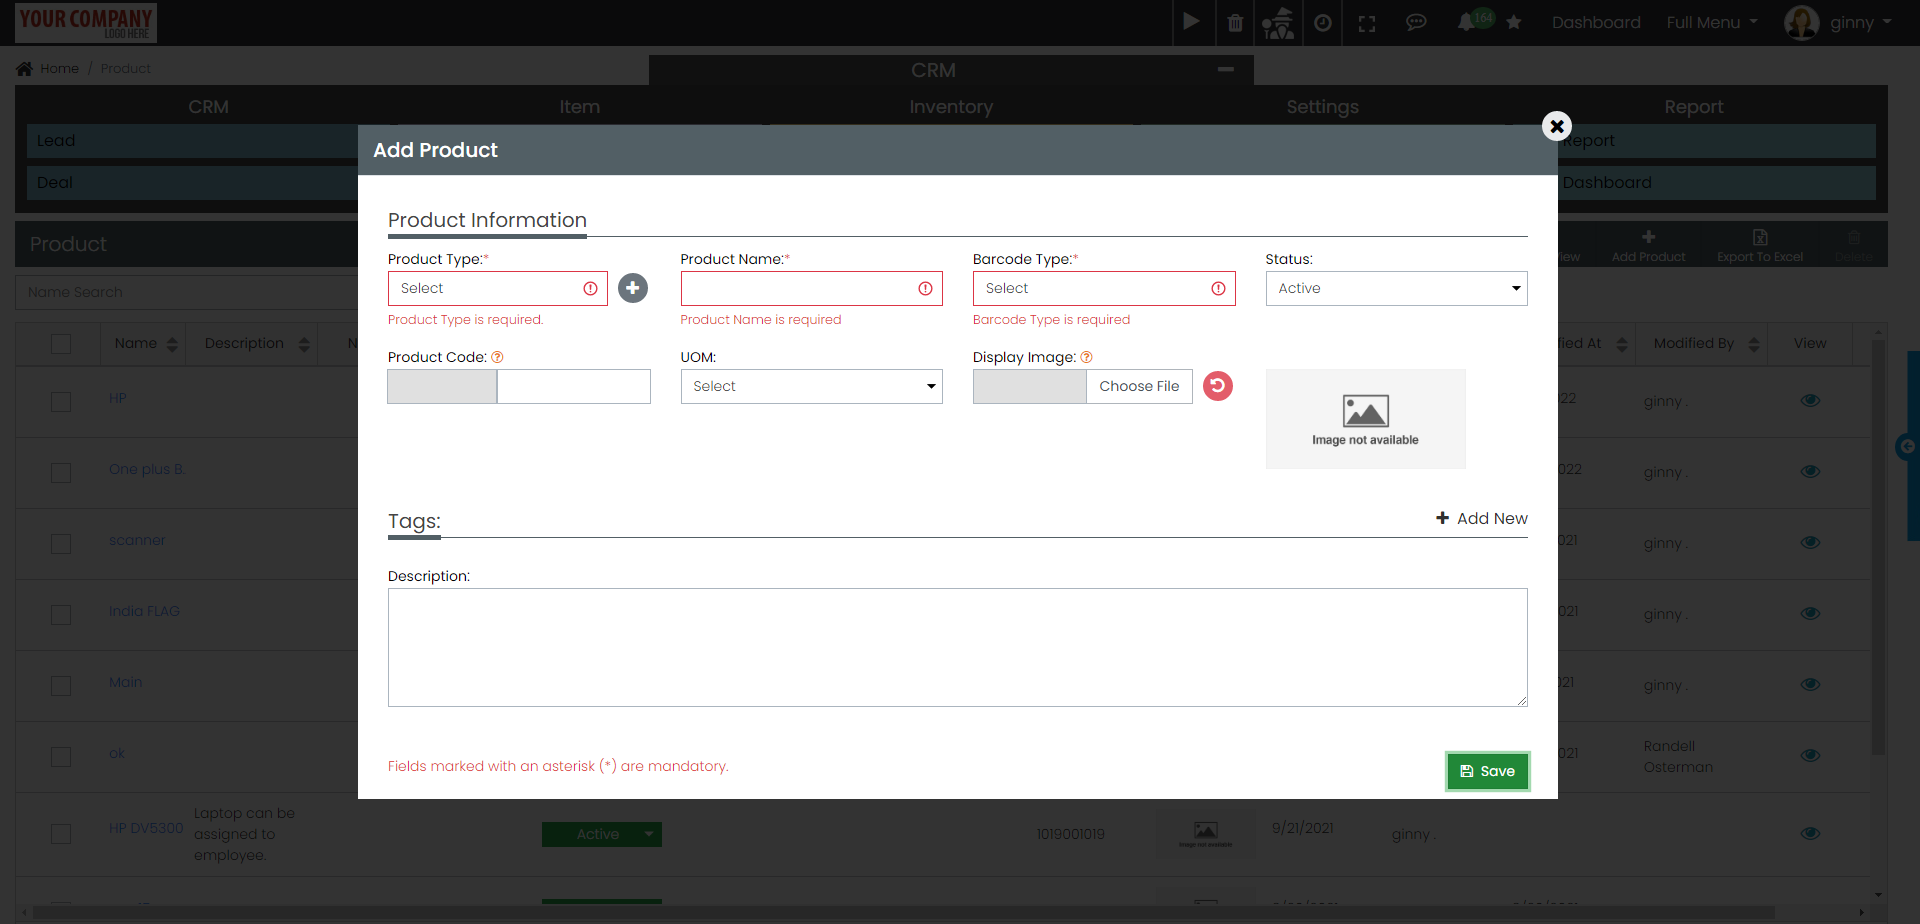 YOUR COMPANY
LOGO HERE
164
Dashboard
Full Menu
ginny
Home / Product
CRM
CRM
Item
Inventory
Settings
Report
Lead
Report
Deal
Dashboard
Add Product
Product
View
Add Product
Export To Excel
Delete
Name Search
Product Information
Product Type:*
Product Name:*
Barcode Type:*
Status:
Select
Select
Active
Product Type is required.
Product Name is required
Barcode Type is required
Name
Description
N
fied At
Modified By
View
Product Code:
UOM:
Display Image:
Select
Choose File
Image not available
HP
22
ginny .
One plus B.
022
ginny .
Tags:
Add New
scanner
021
ginny .
Description:
India FLAG
021
ginny .
Main
021
ginny .
ok
021
Randell Osterman
Fields marked with an asterisk (*) are mandatory.
Save
HP DV5300
Laptop can be
assigned to
employee.
Active
1019001019
Image not available
9/21/2021
ginny .